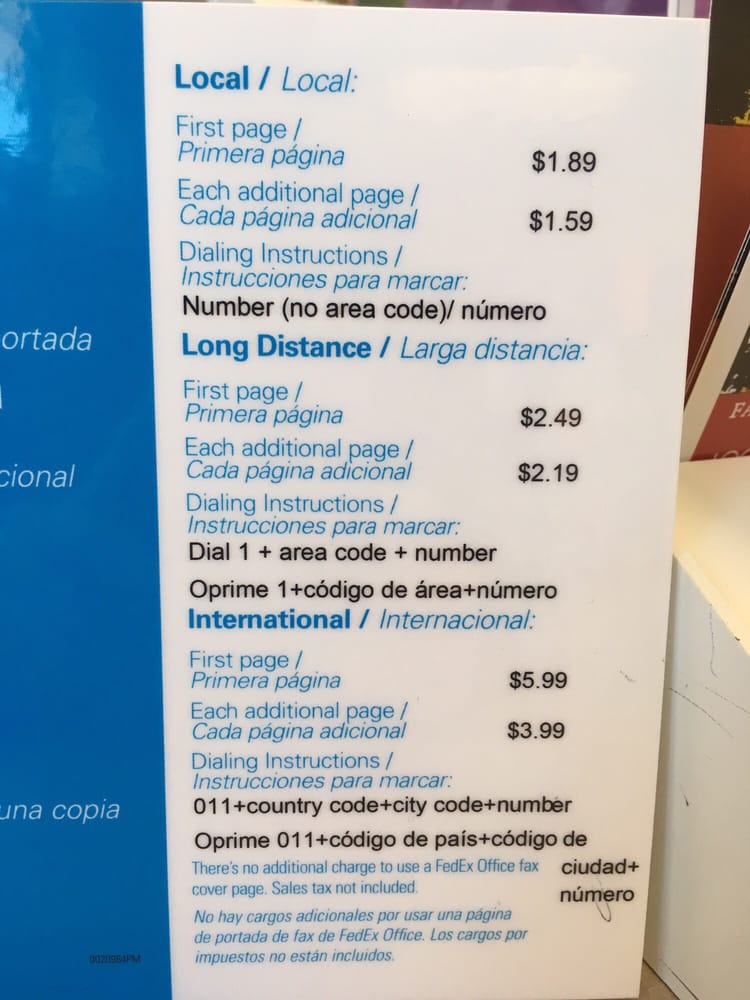 Local / Local:
First page /
Primera página
$1.89
Each additional page /
Cada página adicional
$1.59
Dialing Instructions /
Instrucciones para marcar:
Number (no area code)/ número
Long Distance / Larga distancia:
First page /
Primera página
$2.49
Each additional page /
Cada página adicional
$2.19
Dialing Instructions /
Instrucciones para marcar:
Dial 1 + area code + number
Oprime 1+código de área+número
International / Internacional:
First page /
Primera página
$5.99
Each additional page /
Cada página adicional
$3.99
Dialing Instructions /
Instrucciones para marcar:
011+country code+city code+number
Oprime 011+código de país+código de
ciudad+
número
There's no additional charge to use a FedEx Office fax
cover page. Sales tax not included.
No hay cargos adicionales por usar una página
de portada de fax de FedEx Office. Los cargos por
impuestos no están incluidos.
ortada
cional
una copia
FA